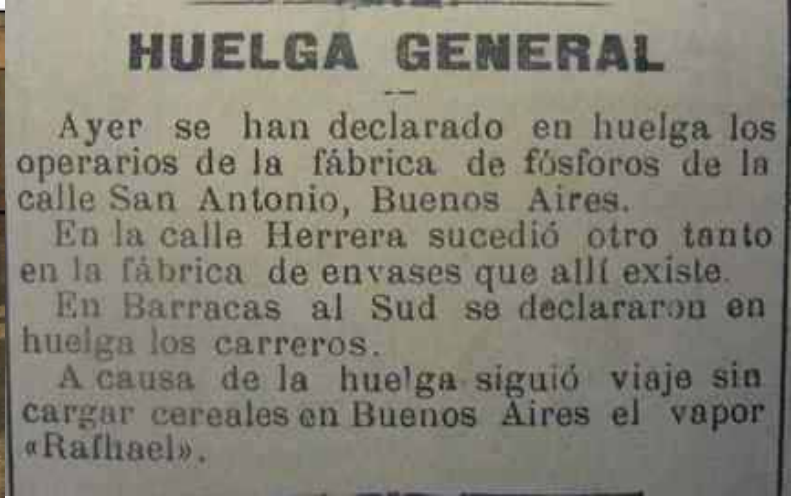 HUELGA GENERAL
Ayer se han declarado en huelga los
operarios de la fábrica de fósforos de la
calle San Antonio, Buenos Aires.
En la calle Herrera sucedió otro tanto
en la fábrica de envases que allí existe.
En Barracas al Sud se declararon en
huelga los carreros.
A causa de la huelga siguió viaje sin
cargar cereales en Buenos Aires el vapor
«Rafhael».